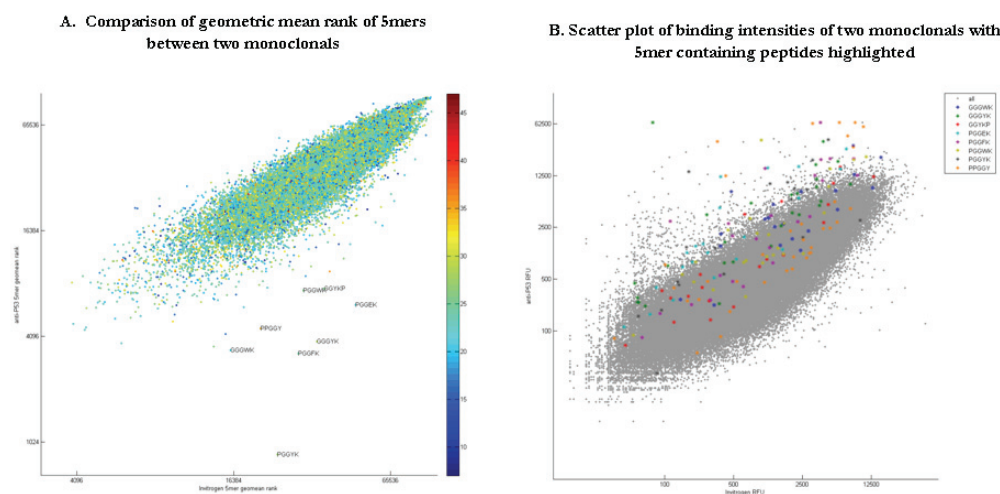 A. Comparison of geometric mean rank of 5mers
between two monoclonals
B. Scatter plot of binding intensities of two monoclonals with
5mer containing peptides highlighted
anti-P53 5mer geomean rank
65536
16384
4096
1024
PGGWK
GGYKP
PGGEK
PPGGY
GGGYK
GGGWK
PGGFK
PGGYK
4096
16384
65536
Invitrogen 5mer geomean rank
45
40
35
30
25
20
15
10
anti-P53 RFU
62500
12500
2500
500
100
100
500
2500
12500
Invitrogen RFU
all
GGGWK
GGGYK
GGYKP
PGGEK
PGGFK
PGGWK
PGGYK
PPGGY